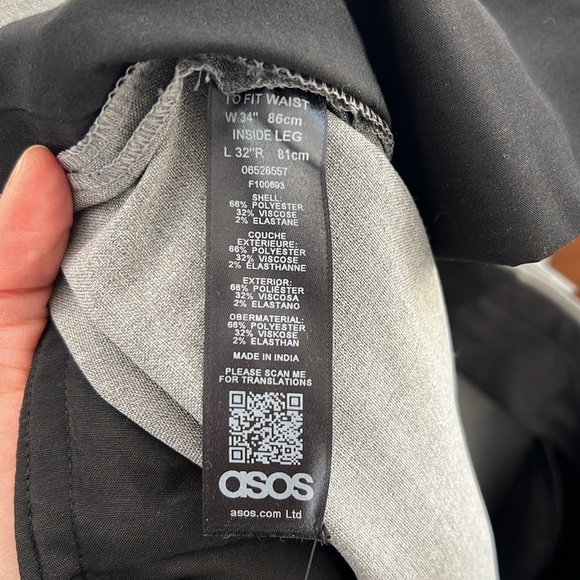 TO FIT WAIST
W 34" 86cm
INSIDE LEG
L 32"R 81cm
06526557
F100693
SHELL:
66% POLYESTER
32% VISCOSE
2% ELASTANE
COUCHE
EXTÉRIEURE:
66% POLYESTER
32% VISCOSE
2% ÉLASTHANNE
EXTERIOR:
66% POLIÉSTER
32% VISCOSA
2% ELASTANO
OBERMATERIAL:
66% POLYESTER
32% VISKOSE
2% ELASTHAN
MADE IN INDIA
PLEASE SCAN ME
FOR TRANSLATIONS
asos
asos.com Ltd